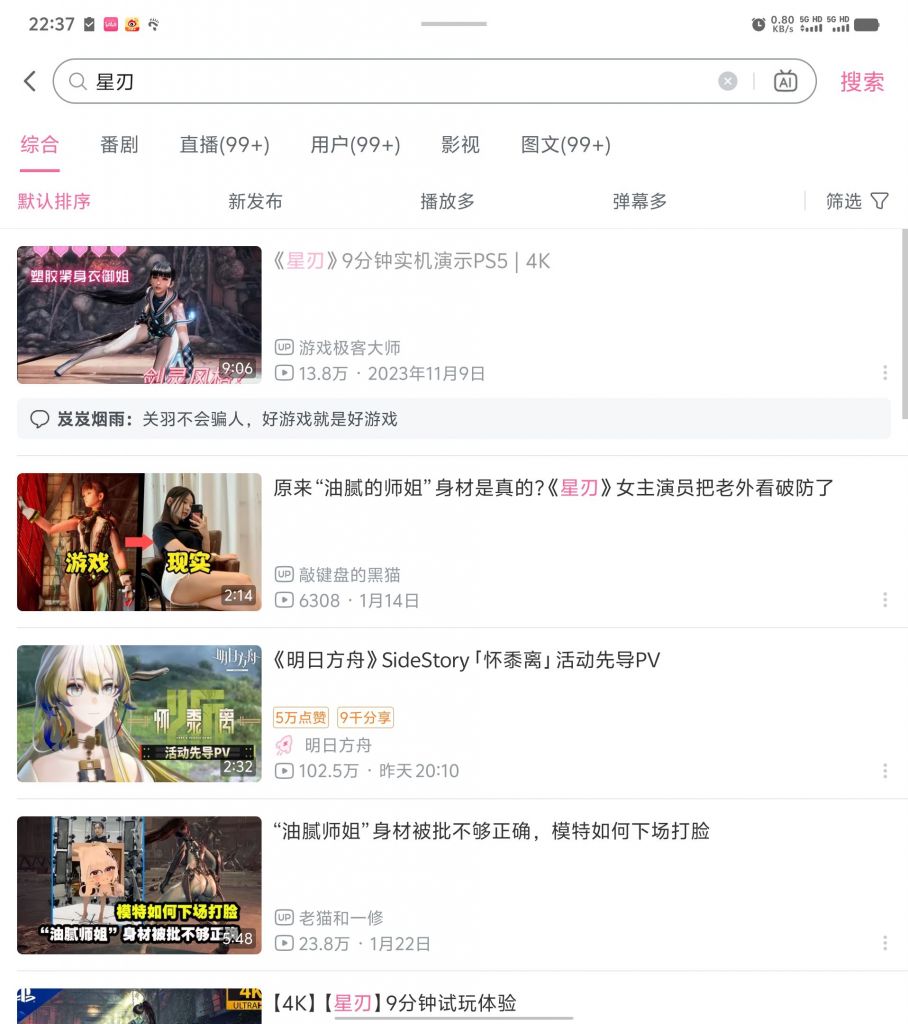 22:37
0.80 KB/s 5G HD 5G HD
星刃
AI
搜索
综合 番剧 直播(99+) 用户(99+) 影视 图文(99+)
默认排序 新发布 播放多 弹幕多 筛选
塑胶紧身衣御姐
剑灵风格
9:06
《星刃》9分钟实机演示PS5 | 4K
UP 游戏极客大师
13.8万 · 2023年11月9日
岌岌烟雨：关羽不会骗人，好游戏就是好游戏
游戏 现实
2:14
原来“油腻的师姐”身材是真的?《星刃》女主演员把老外看破防了
UP 敲键盘的黑猫
6308 · 1月14日
明日方舟
怀黍离
活动先导PV
2:32
《明日方舟》SideStory「怀黍离」活动先导PV
5万点赞 9千分享
明日方舟
102.5万 · 昨天20:10
模特如何下场打脸
“油腻师姐”身材被批不够正确
5:48
“油腻师姐”身材被批不够正确，模特如何下场打脸
UP 老猫和一修
23.8万 · 1月22日
4K
ULTRA
【4K】【星刃】9分钟试玩体验